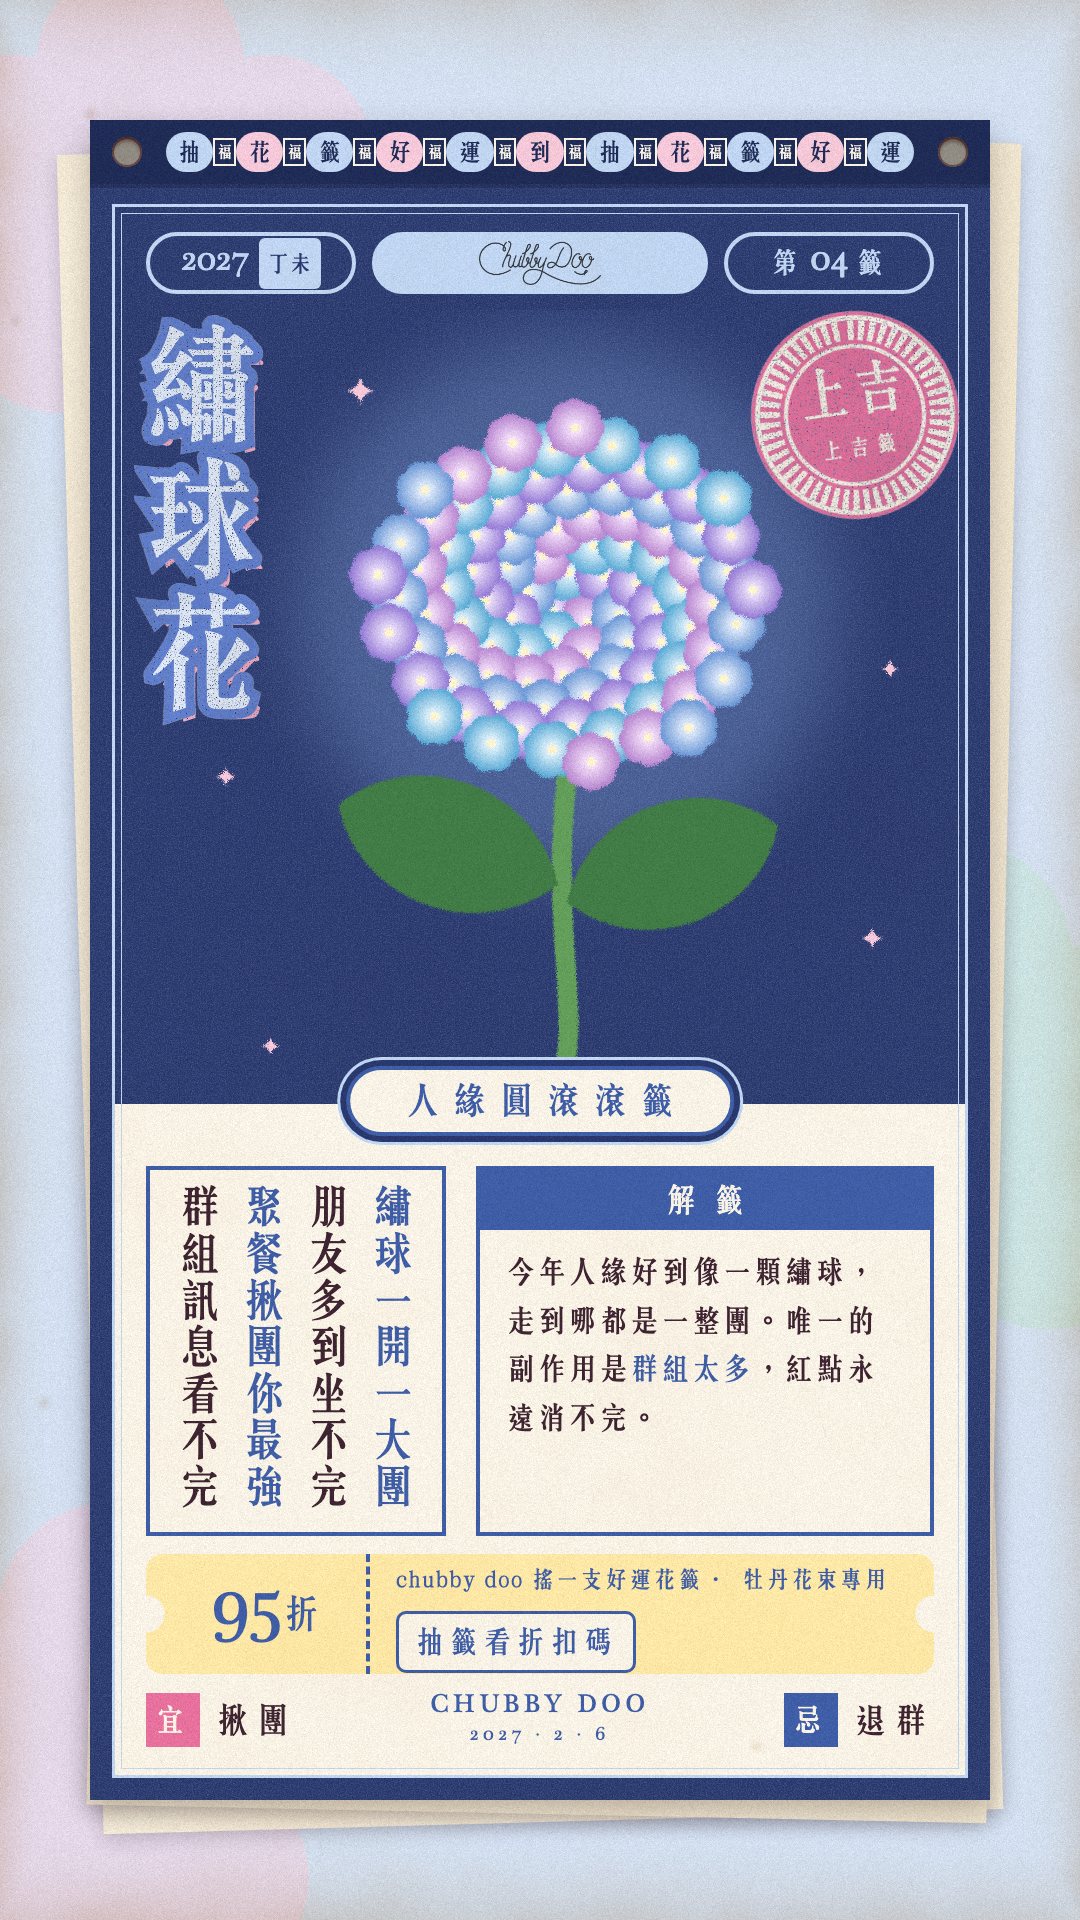 抽福花福籤福好福運福到福抽福花福籤福好福運
2027 丁未
ChubbyDoo
第 04 籤
繡球花
上吉
上吉籤
人緣圓滾滾籤
繡球一開一大團
朋友多到坐不完
聚餐揪團你最強
群組訊息看不完
解籤
今年人緣好到像一顆繡球，
走到哪都是一整團。唯一的
副作用是群組太多，紅點永
遠消不完。
95折
chubby doo 搖一支好運花籤・ 牡丹花束專用
抽籤看折扣碼
宜 揪團
CHUBBY DOO
2027 · 2 · 6
忌 退群